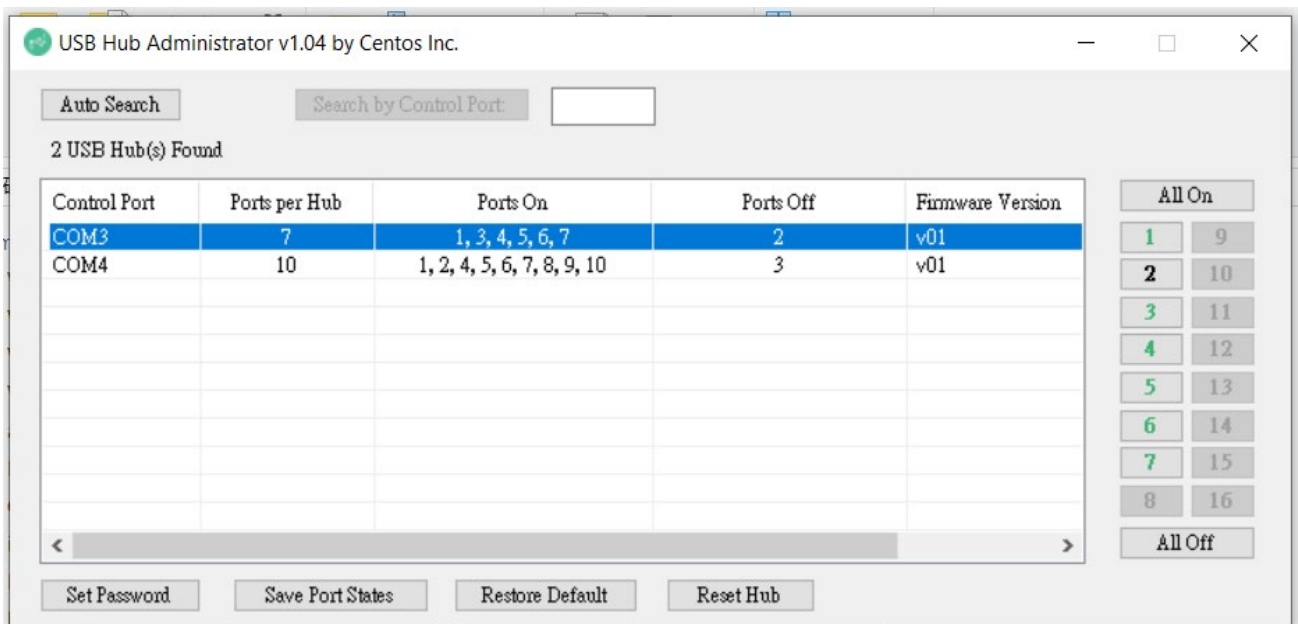 USB Hub Administrator v1.04 by Centos Inc.
Auto Search Search by Control Port:
2 USB Hub(s) Found
Control Port Ports per Hub Ports On Ports Off Firmware Version
COM3 7 1, 3, 4, 5, 6, 7 2 v01
COM4 10 1, 2, 4, 5, 6, 7, 8, 9, 10 3 v01
All On
1 9
2 10
3 11
4 12
5 13
6 14
7 15
8 16
All Off
Set Password Save Port States Restore Default Reset Hub